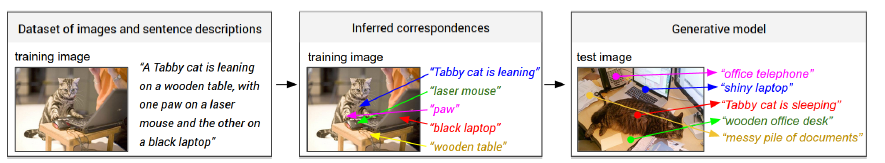 Dataset of images and sentence descriptions
training image
“A Tabby cat is leaning
on a wooden table, with
one paw on a laser
mouse and the other on
a black laptop”
Inferred correspondences
training image
“Tabby cat is leaning”
“laser mouse”
“paw”
“black laptop”
“wooden table”
Generative model
test image
“office telephone”
“shiny laptop”
“Tabby cat is sleeping”
“wooden office desk”
“messy pile of documents”